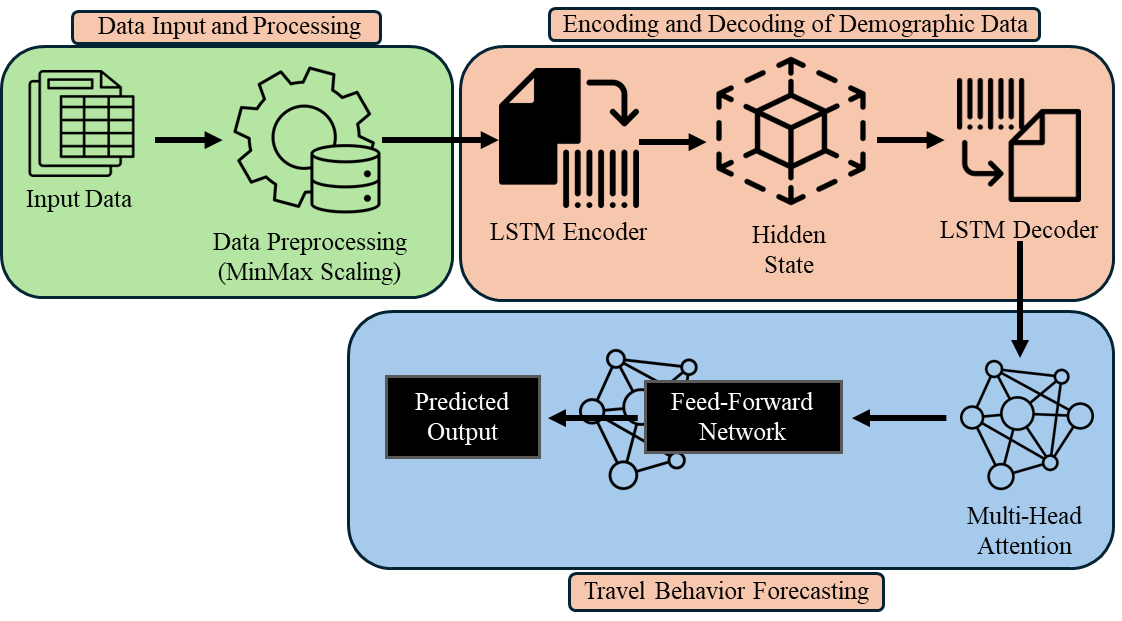 Data Input and Processing
Encoding and Decoding of Demographic Data
Input Data
Data Preprocessing
(MinMax Scaling)
LSTM Encoder
Hidden
State
LSTM Decoder
Predicted
Output
Feed-Forward
Network
Multi-Head
Attention
Travel Behavior Forecasting